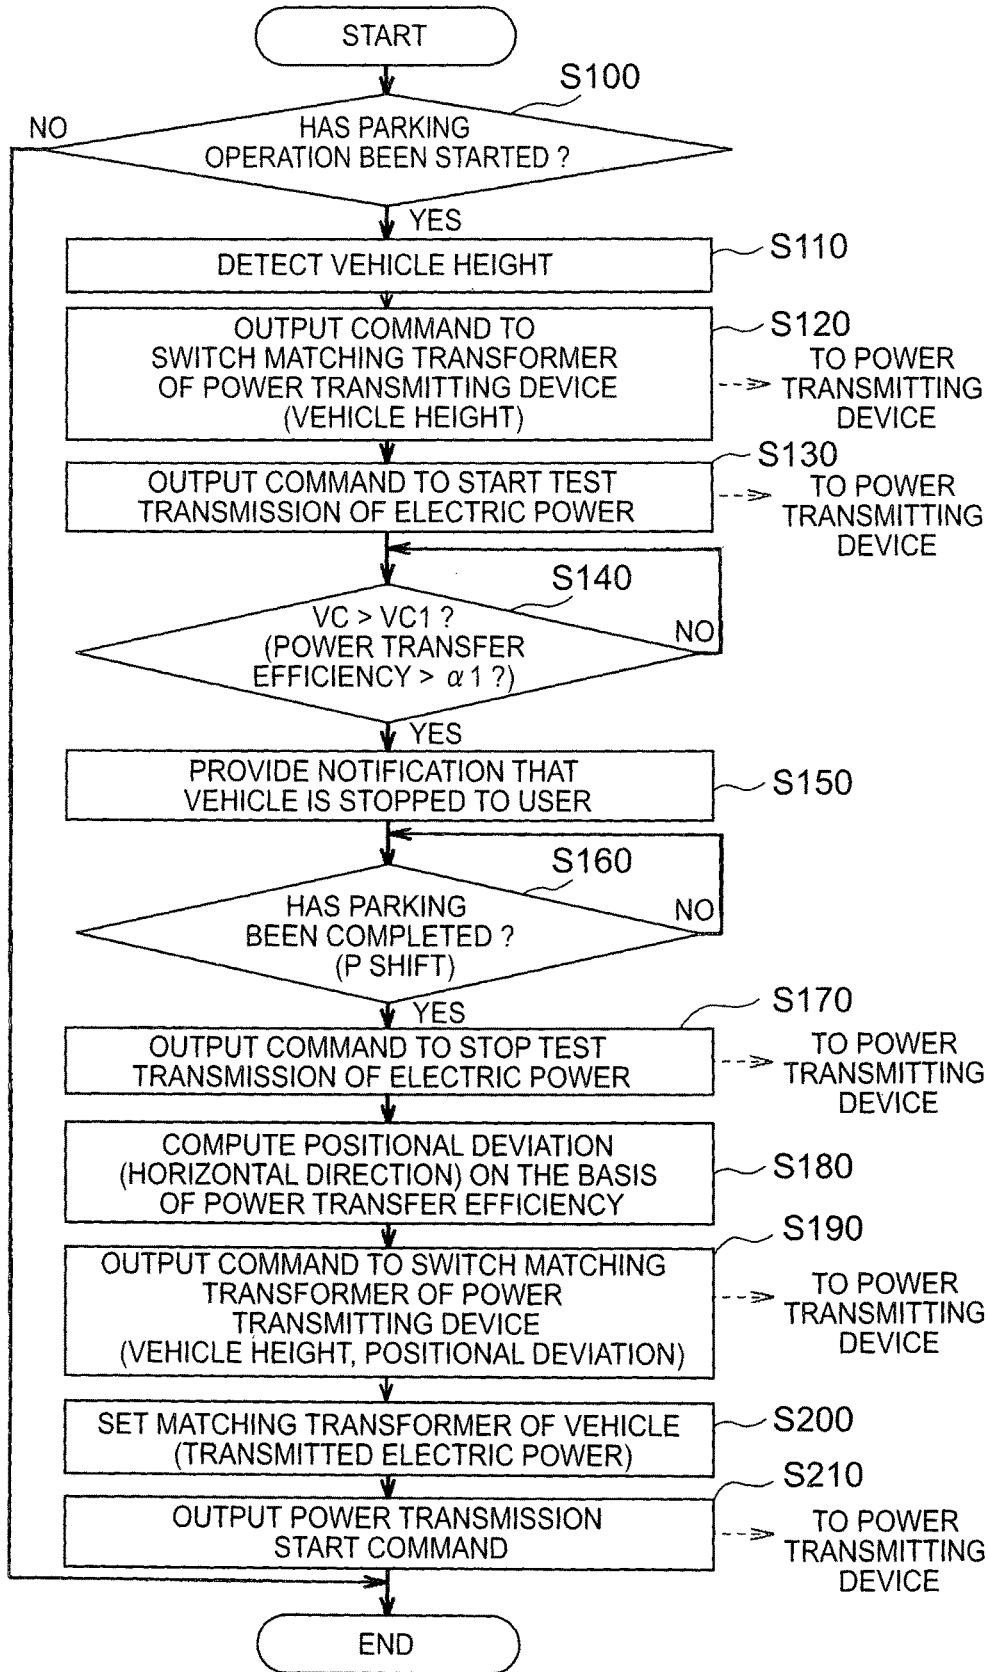 START
S100
NO
HAS PARKING
OPERATION BEEN STARTED ?
YES
DETECT VEHICLE HEIGHT
S110
OUTPUT COMMAND TO
SWITCH MATCHING TRANSFORMER
OF POWER TRANSMITTING DEVICE
(VEHICLE HEIGHT)
S120
TO POWER
TRANSMITTING
DEVICE
OUTPUT COMMAND TO START TEST
TRANSMISSION OF ELECTRIC POWER
S130
TO POWER
TRANSMITTING
DEVICE
S140
VC > VC1 ?
(POWER TRANSFER
EFFICIENCY > α1 ?)
NO
YES
PROVIDE NOTIFICATION THAT
VEHICLE IS STOPPED TO USER
S150
S160
HAS PARKING
BEEN COMPLETED ?
(P SHIFT)
NO
YES
S170
OUTPUT COMMAND TO STOP TEST
TRANSMISSION OF ELECTRIC POWER
TO POWER
TRANSMITTING
DEVICE
COMPUTE POSITIONAL DEVIATION
(HORIZONTAL DIRECTION) ON THE BASIS
OF POWER TRANSFER EFFICIENCY
S180
S190
OUTPUT COMMAND TO SWITCH MATCHING
TRANSFORMER OF POWER
TRANSMITTING DEVICE
(VEHICLE HEIGHT, POSITIONAL DEVIATION)
TO POWER
TRANSMITTING
DEVICE
SET MATCHING TRANSFORMER OF VEHICLE
(TRANSMITTED ELECTRIC POWER)
S200
S210
OUTPUT POWER TRANSMISSION
START COMMAND
TO POWER
TRANSMITTING
DEVICE
END